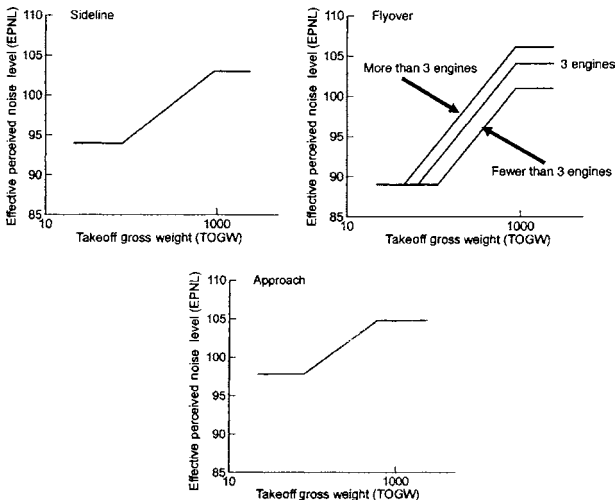 Sideline
Effective perceived noise level (EPNL)
110
105
100
95
90
85
10
1000
Takeoff gross weight (TOGW)
Flyover
Effective perceived noise level (EPNL)
110
105
100
95
90
85
More than 3 engines
3 engines
Fewer than 3 engines
10
1000
Takeoff gross weight (TOGW)
Approach
Effective perceived noise level (EPNL)
110
105
100
95
90
85
10
1000
Takeoff gross weight (TOGW)